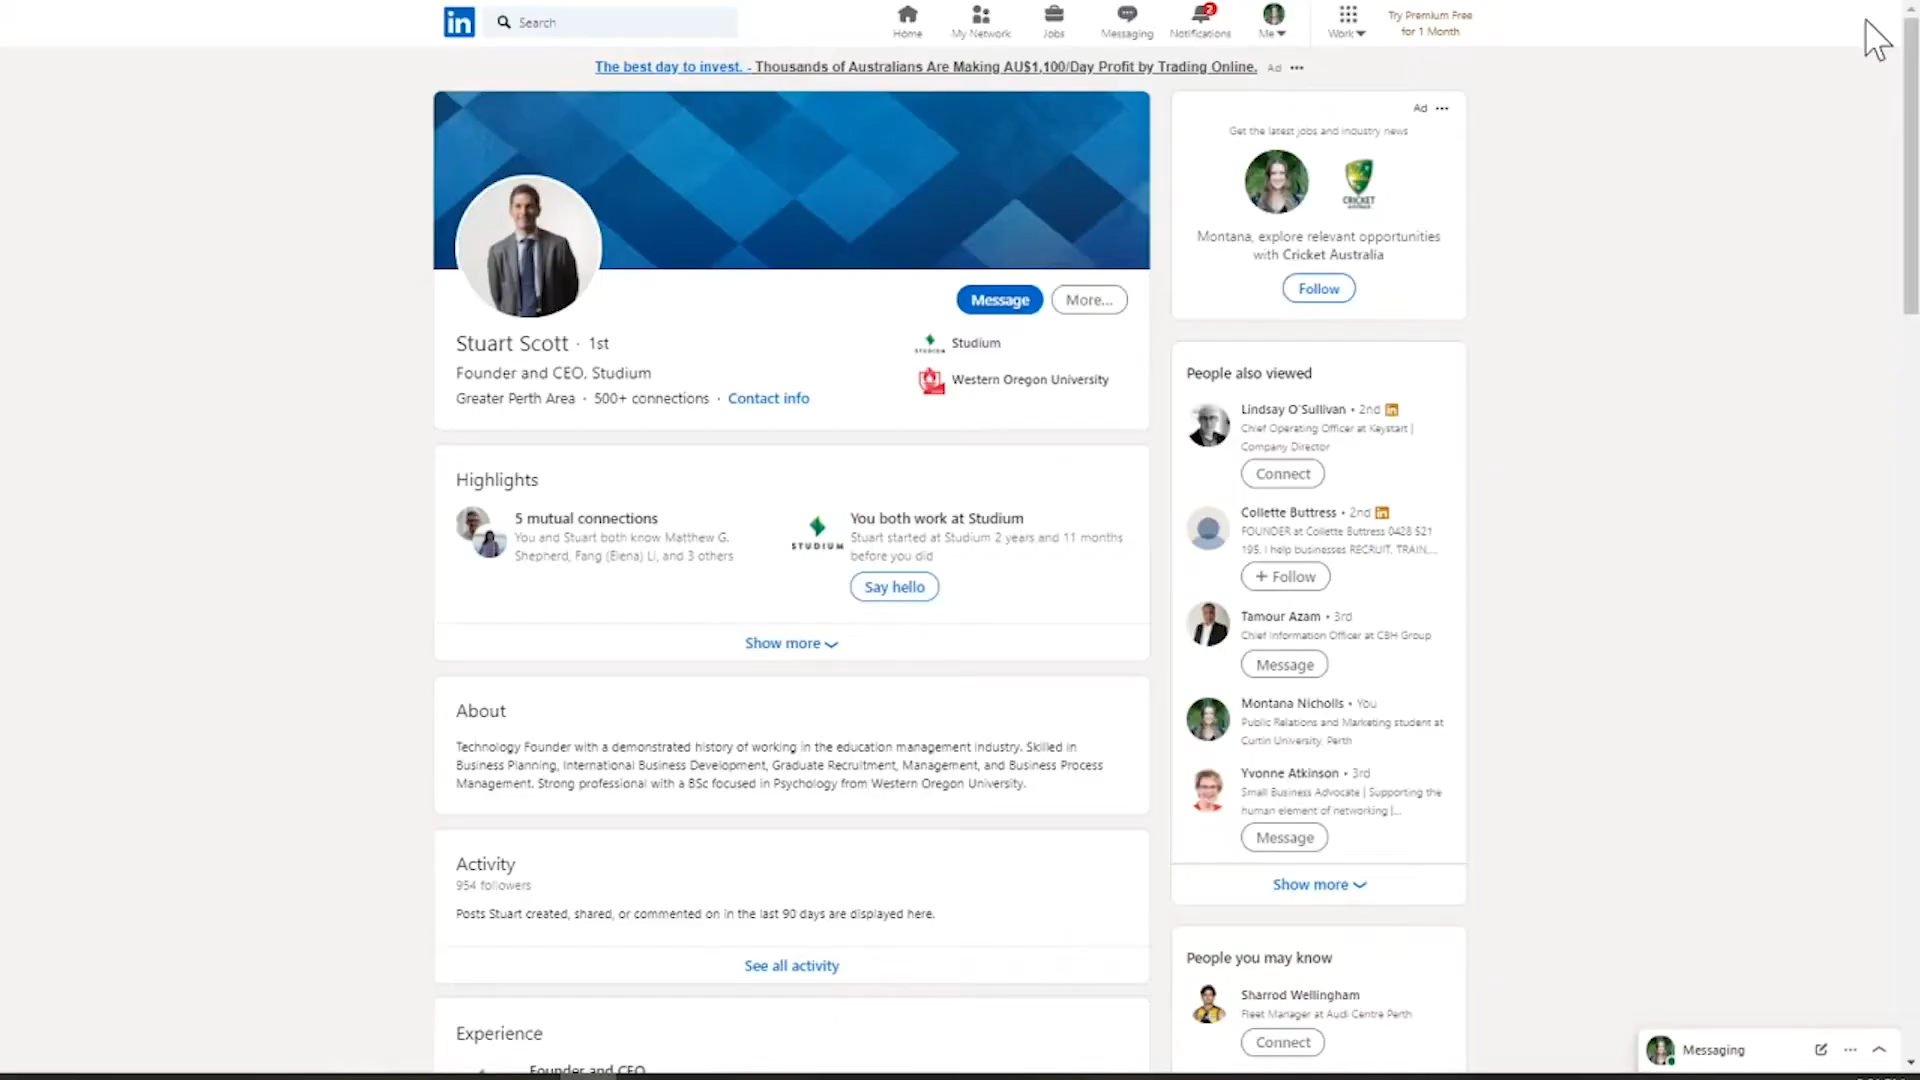 in
Search
Home
My Network
Jobs
Messaging
2
Notifications
Me
Work
Try Premium Free
for 1 Month
The best day to invest. - Thousands of Australians Are Making AU$1,100/Day Profit by Trading Online. Ad
Stuart Scott · 1st
Founder and CEO, Studium
Greater Perth Area · 500+ connections · Contact info
Message
More...
STUDIUM
Studium
Western Oregon University
Highlights
5 mutual connections
You and Stuart both know Matthew G.
Shepherd, Fang (Elena) Li, and 3 others
STUDIUM
You both work at Studium
Stuart started at Studium 2 years and 11 months
before you did
Say hello
Show more
About
Technology Founder with a demonstrated history of working in the education management industry. Skilled in
Business Planning, International Business Development, Graduate Recruitment, Management, and Business Process
Management. Strong professional with a BSc focused in Psychology from Western Oregon University.
Activity
954 followers
Posts Stuart created, shared, or commented on in the last 90 days are displayed here.
See all activity
Experience
Founder and CEO
Ad
Get the latest jobs and industry news
CRICKET
AUSTRALIA
Montana, explore relevant opportunities
with Cricket Australia
Follow
People also viewed
Lindsay O'Sullivan • 2nd in
Chief Operating Officer at Keystart |
Company Director
Connect
Collette Buttress • 2nd in
FOUNDER at Collette Buttress 0428 521
195. I help businesses RECRUIT, TRAIN,...
+ Follow
Tamour Azam • 3rd
Chief Information Officer at CBH Group
Message
Montana Nicholls • You
Public Relations and Marketing student at
Curtin University, Perth
Yvonne Atkinson • 3rd
Small Business Advocate | Supporting the
human element of networking |...
Message
Show more
People you may know
Sharrod Wellingham
Fleet Manager at Audi Centre Perth
Connect
Messaging